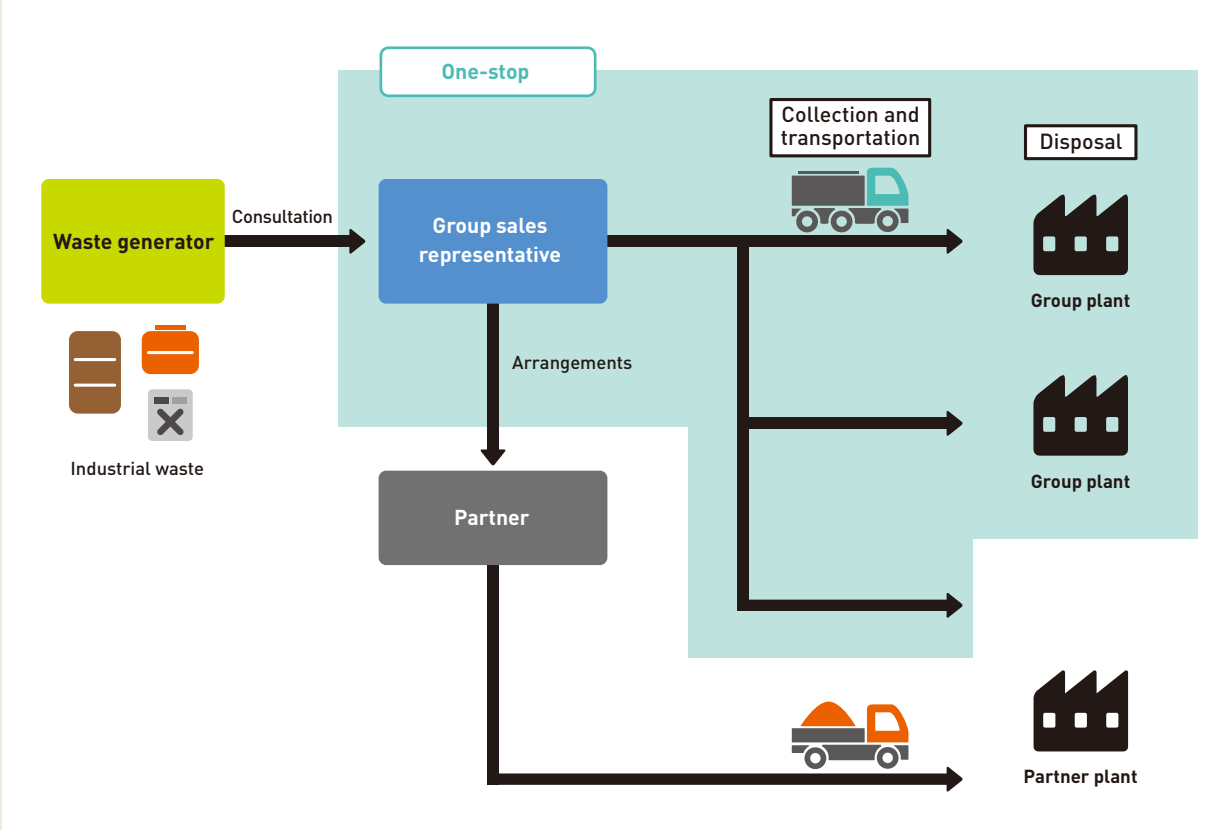 One-stop
Collection and
transportation
Disposal
Waste generator
Consultation
Group sales
representative
Group plant
Arrangements
Industrial waste
Group plant
Partner
Partner plant